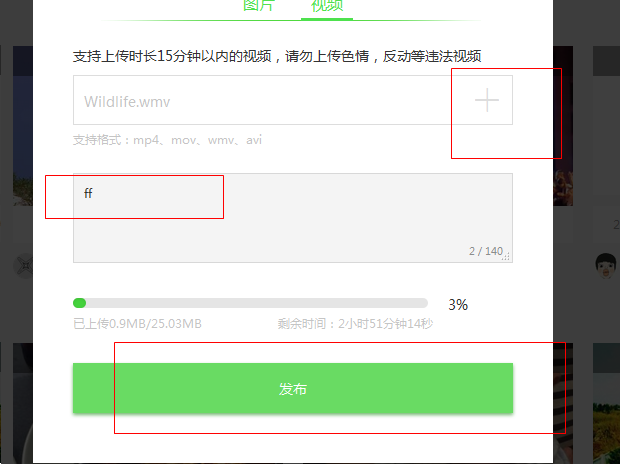 图片 视频
支持上传时长15分钟以内的视频，请勿上传色情，反动等违法视频
Wildlife.wmv
支持格式：mp4、mov、wmv、avi
ff
2 / 140
3%
已上传0.9MB/25.03MB 剩余时间：2小时51分钟14秒
发布